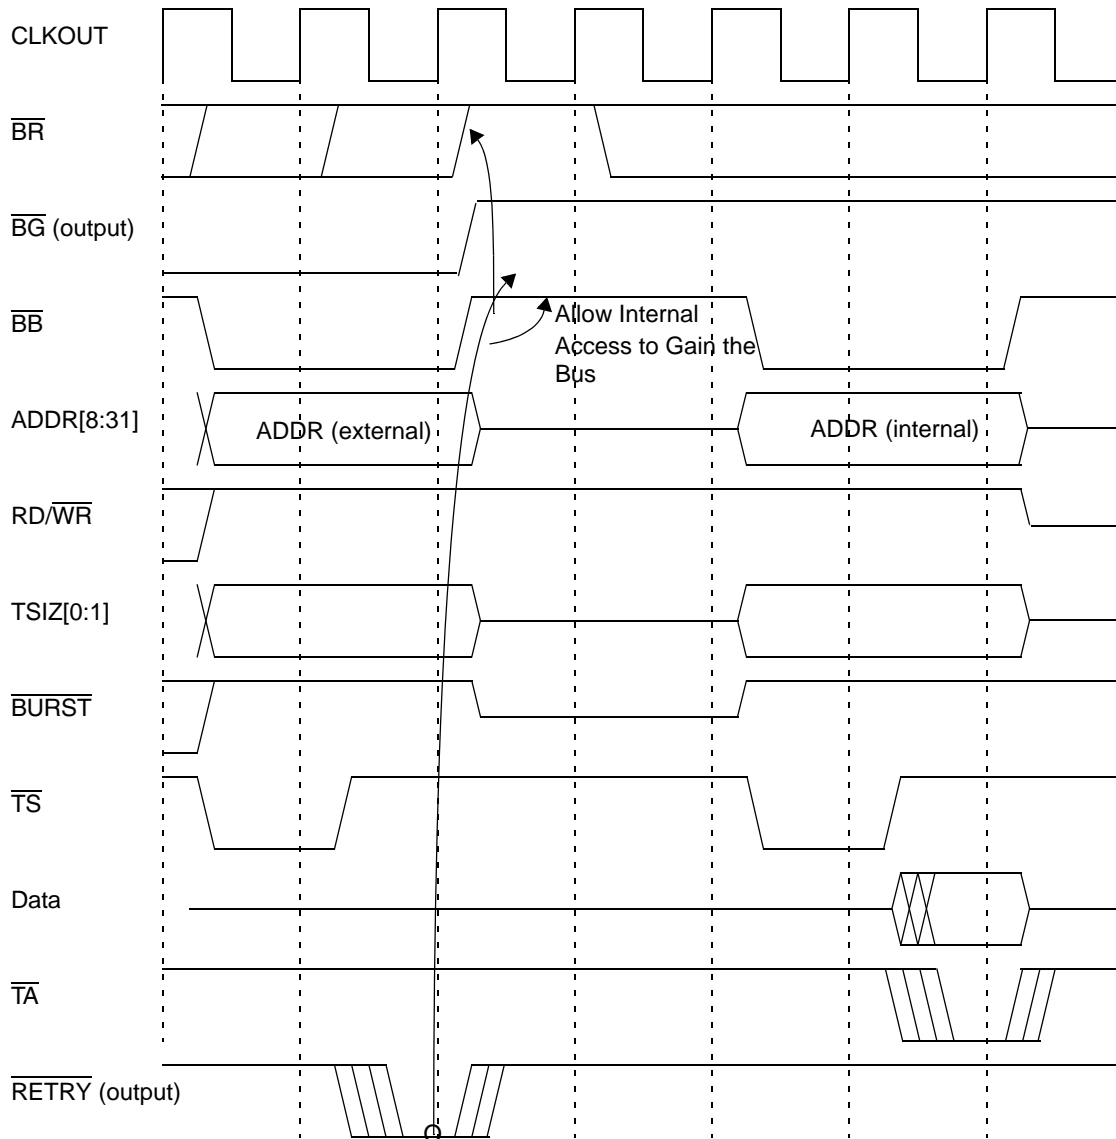 CLKOUT
BR
BG (output)
BB
Allow Internal
Access to Gain the
Bus
ADDR[8:31]
ADDR (external)
ADDR (internal)
RD/WR
TSIZ[0:1]
BURST
TS
Data
TA
RETRY (output)